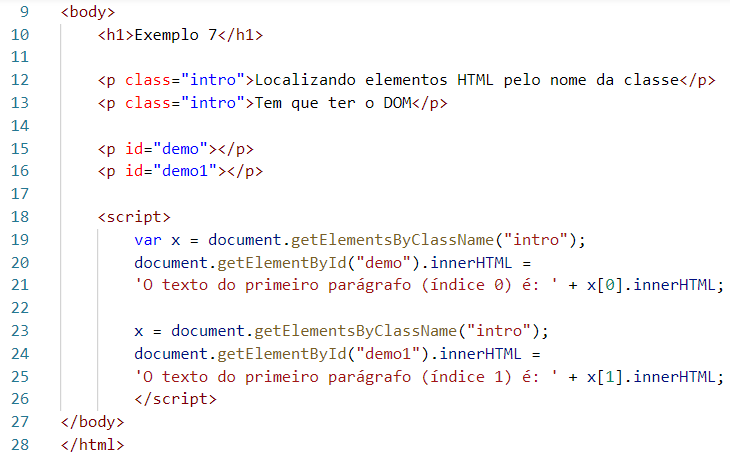 9 <body>
10 <h1>Exemplo 7</h1>
11
12 <p class="intro">Localizando elementos HTML pelo nome da classe</p>
13 <p class="intro">Tem que ter o DOM</p>
14
15 <p id="demo"></p>
16 <p id="demo1"></p>
17
18 <script>
19 var x = document.getElementsByClassName("intro");
20 document.getElementById("demo").innerHTML =
21 'O texto do primeiro parágrafo (índice 0) é: ' + x[0].innerHTML;
22
23 x = document.getElementsByClassName("intro");
24 document.getElementById("demo1").innerHTML =
25 'O texto do primeiro parágrafo (índice 1) é: ' + x[1].innerHTML;
26 </script>
27 </body>
28 </html>